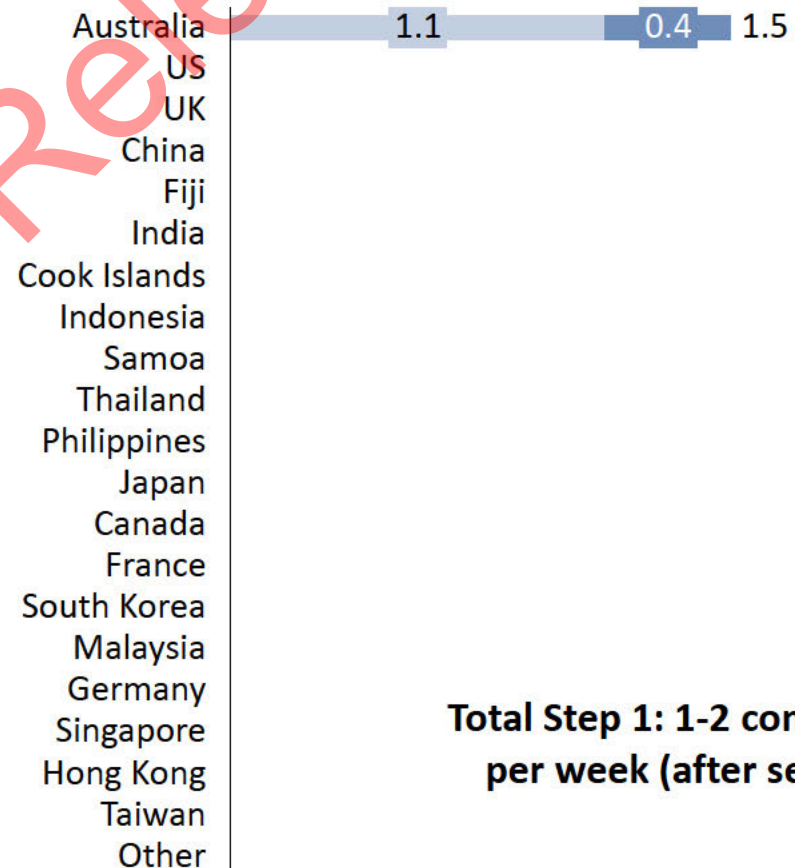 Australia 1.1 0.4 1.5
US
UK
China
Fiji
India
Cook Islands
Indonesia
Samoa
Thailand
Philippines
Japan
Canada
France
South Korea
Malaysia
Germany
Singapore
Total Step 1: 1-2
Hong Kong
per week (after
Taiwan
Other
Rele